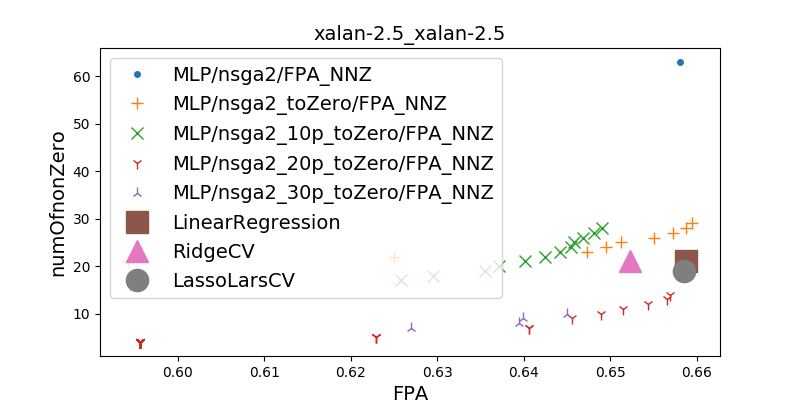 xalan-2.5_xalan-2.5
numOfnonZero
60
50
40
30
20
10
MLP/nsga2/FPA_NNZ
MLP/nsga2_toZero/FPA_NNZ
MLP/nsga2_10p_toZero/FPA_NNZ
MLP/nsga2_20p_toZero/FPA_NNZ
MLP/nsga2_30p_toZero/FPA_NNZ
LinearRegression
RidgeCV
LassoLarsCV
0.60 0.61 0.62 0.63 0.64 0.65 0.66
FPA